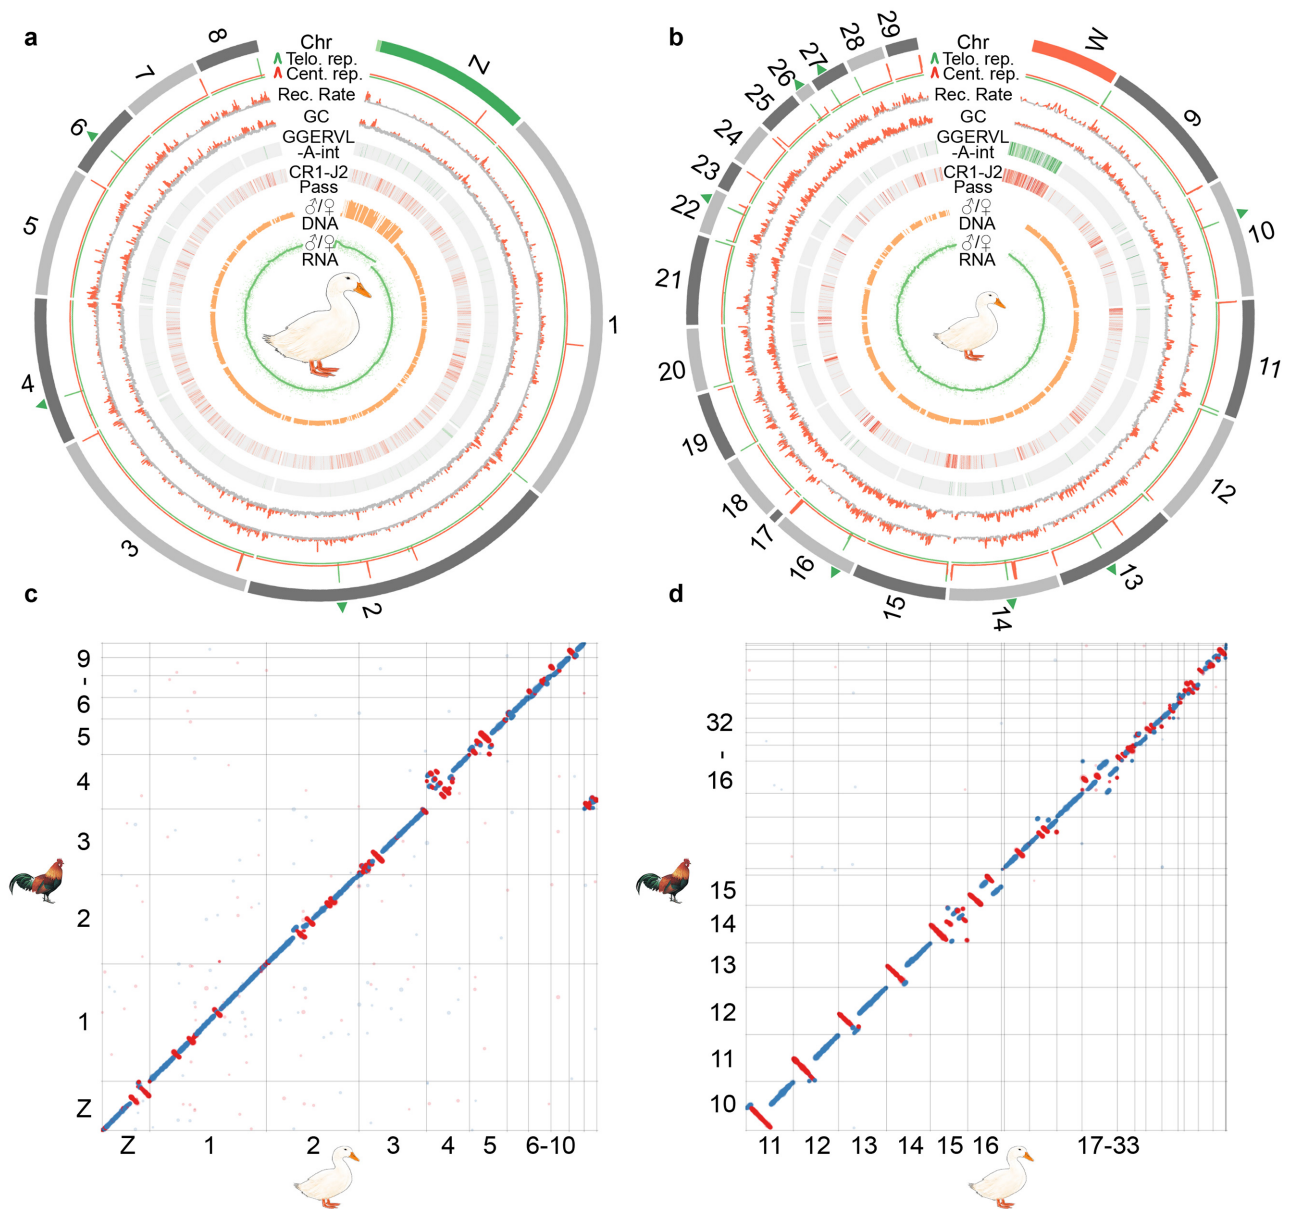 a
Chr
Telo. rep.
Cent. rep.
Rec. Rate
GC
GGERVL
-A-int
CR1-J2
Pass
♂/♀
DNA
♂/♀
RNA
Z
1
2
3
4
5
6
7
8
b
Chr
Telo. rep.
Cent. rep.
Rec. Rate
GC
GGERVL
-A-int
CR1-J2
Pass
♂/♀
DNA
♂/♀
RNA
W
9
10
11
12
13
14
15
16
17
18
19
20
21
22
23
24
25
26
27
28
29
c
9
-
6
5
4
3
2
1
Z
Z 1 2 3 4 5 6-10
d
32
-
16
15
14
13
12
11
10
11 12 13 14 15 16 17-33